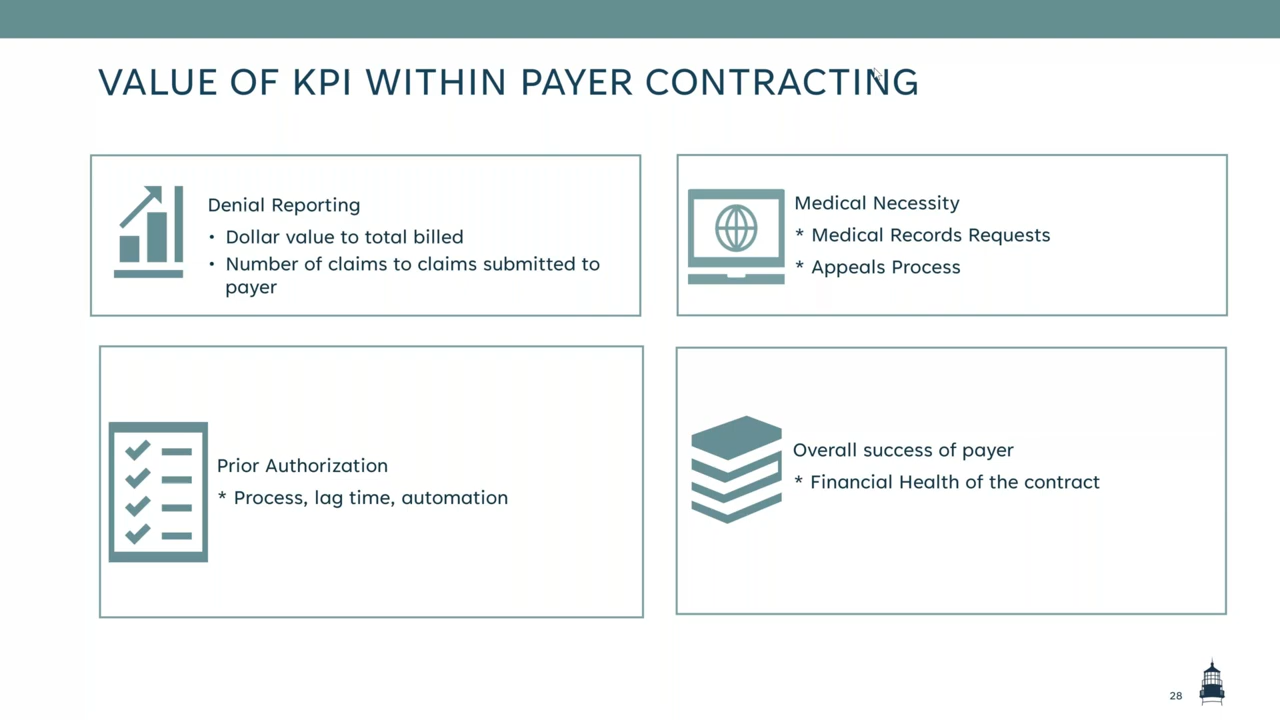 VALUE OF KPI WITHIN PAYER CONTRACTING
Denial Reporting
• Dollar value to total billed
• Number of claims to claims submitted to
payer
Medical Necessity
* Medical Records Requests
* Appeals Process
Prior Authorization
* Process, lag time, automation
Overall success of payer
* Financial Health of the contract
28